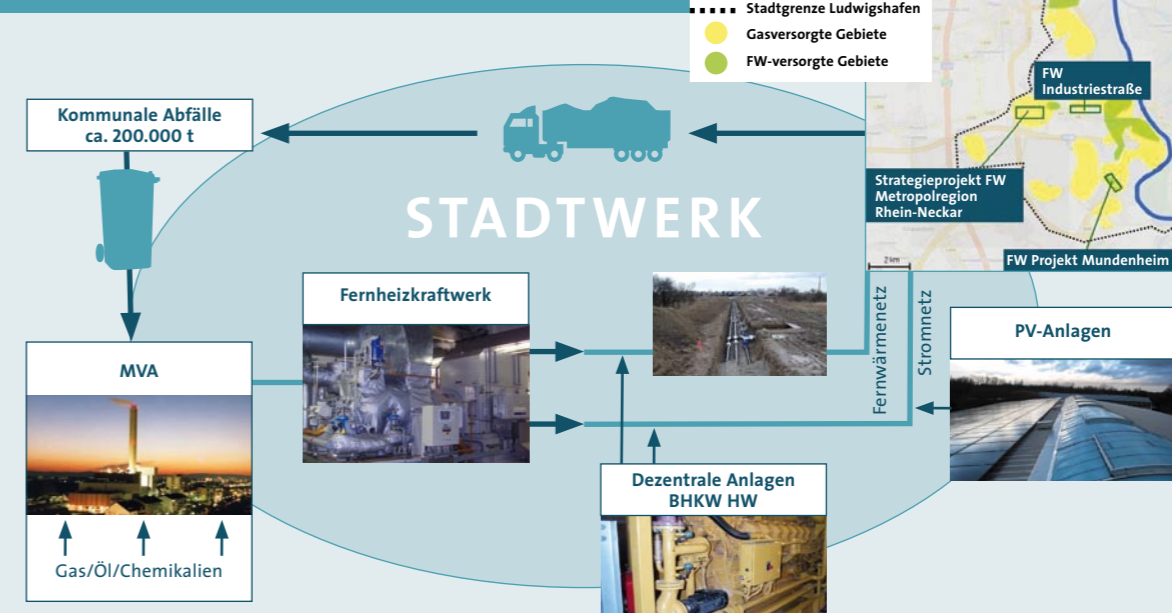 Stadtgrenze Ludwigshafen
Gasversorgte Gebiete
FW-versorgte Gebiete
FW
Industriestraße
Strategieprojekt FW
Metropolregion
Rhein-Neckar
FW Projekt Mundenheim
2 km
Kommunale Abfälle
ca. 200.000 t
STADTWERK
Fernheizkraftwerk
Fernwärmenetz
Stromnetz
PV-Anlagen
MVA
Dezentrale Anlagen
BHKW HW
Gas/Öl/Chemikalien